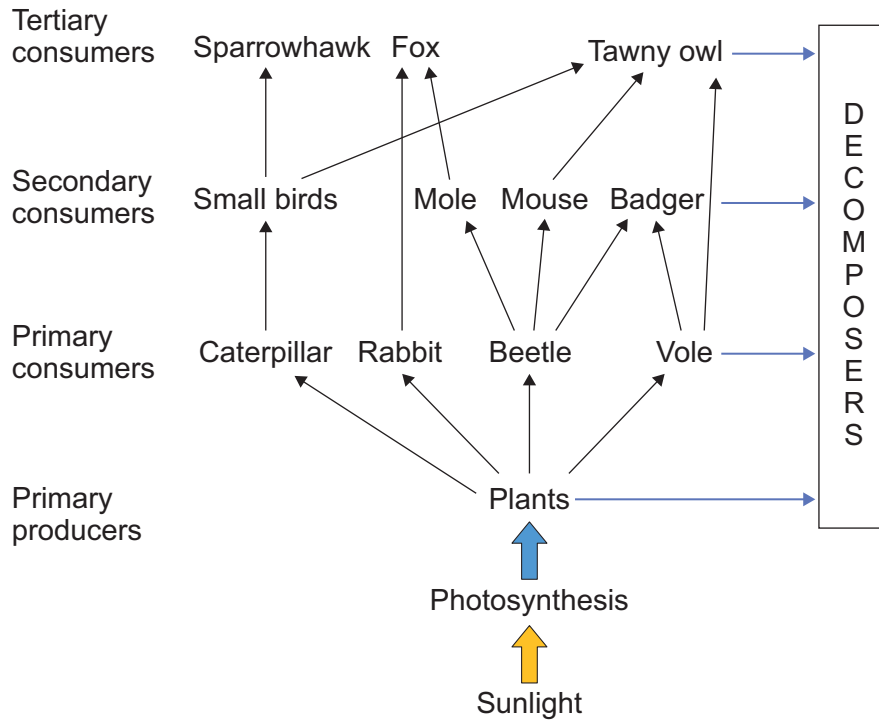 Tertiary
consumers
Sparrowhawk Fox Tawny owl
Secondary
consumers
Small birds Mole Mouse Badger
Primary
consumers
Caterpillar Rabbit Beetle Vole
Primary
producers
Plants
Photosynthesis
Sunlight
D
E
C
O
M
P
O
S
E
R
S